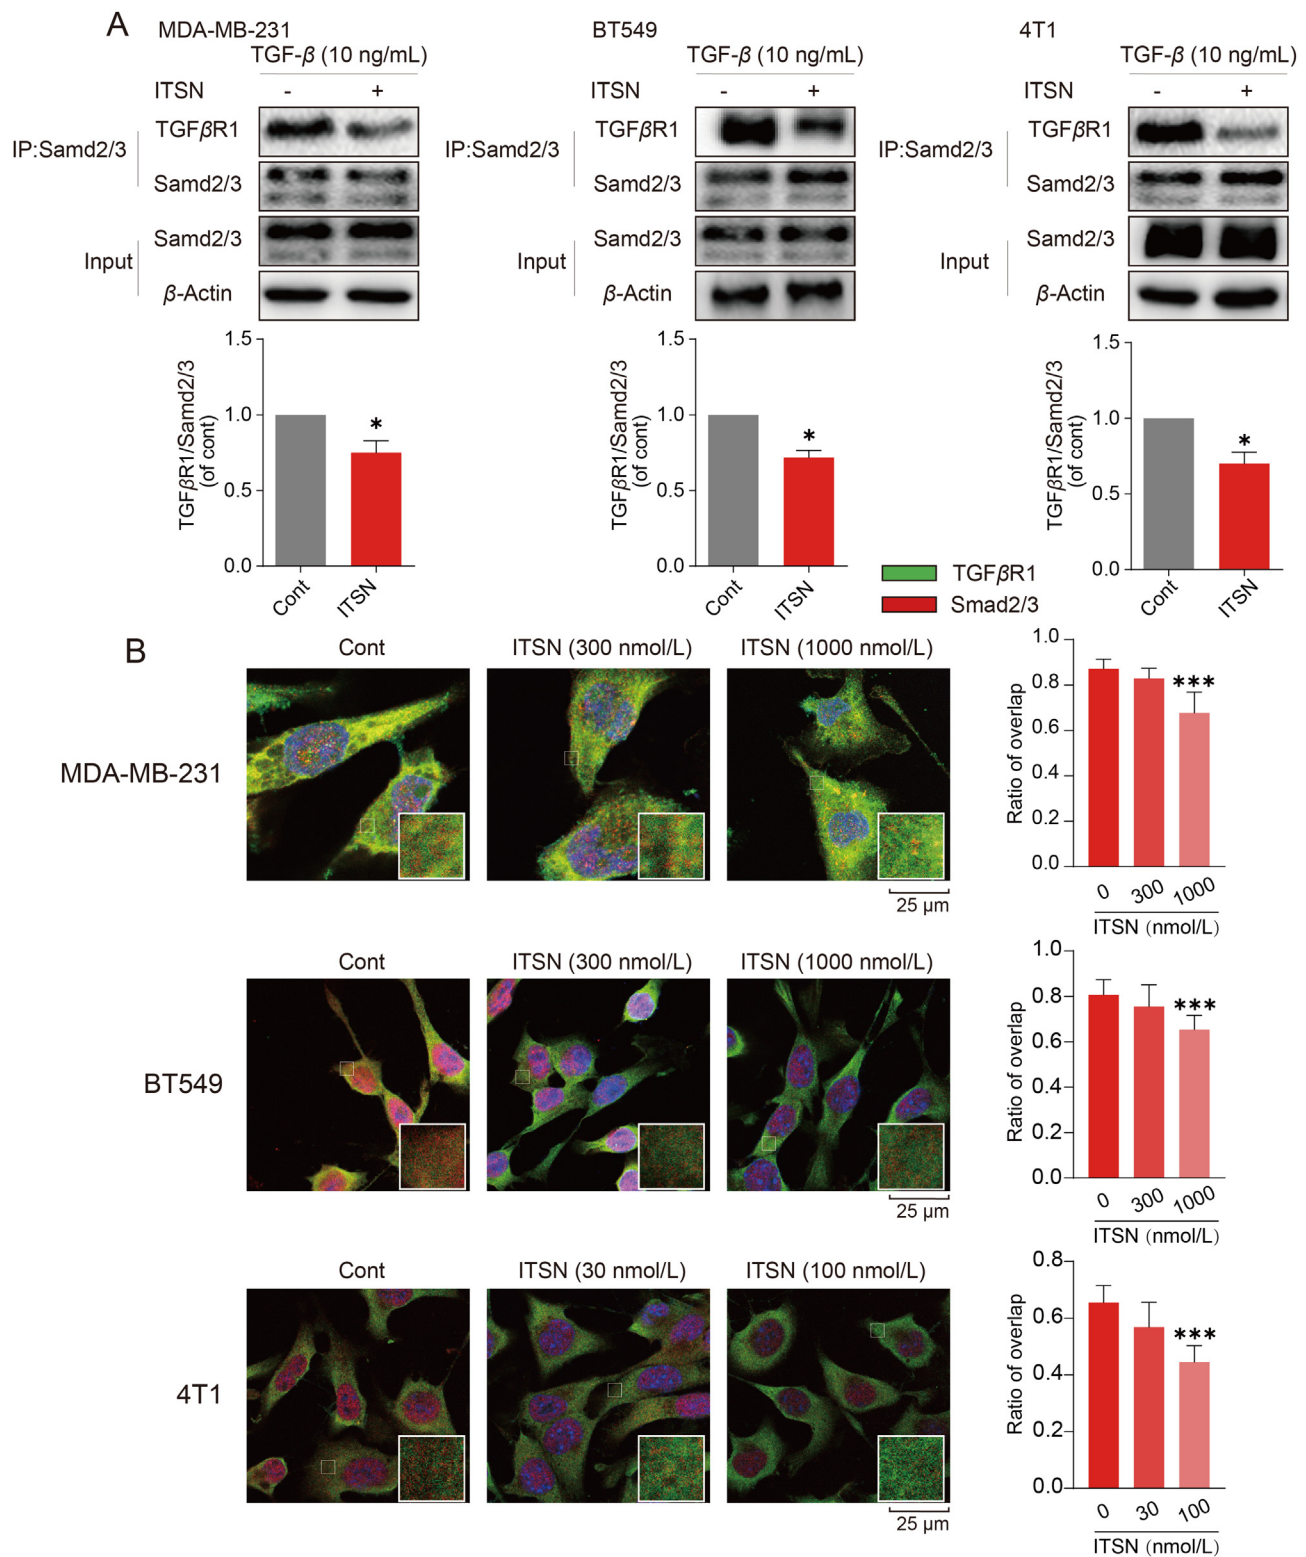 A
MDA-MB-231
TGF-β (10 ng/mL)
ITSN - +
IP:Samd2/3
TGFβR1
Samd2/3
Input
Samd2/3
β-Actin
TGFβR1/Samd2/3
(of cont)
1.5
1.0
0.5
0.0
Cont
ITSN
*
BT549
TGF-β (10 ng/mL)
ITSN - +
IP:Samd2/3
TGFβR1
Samd2/3
Input
Samd2/3
β-Actin
TGFβR1/Samd2/3
(of cont)
1.5
1.0
0.5
0.0
Cont
ITSN
*
4T1
TGF-β (10 ng/mL)
ITSN - +
IP:Samd2/3
TGFβR1
Samd2/3
Input
Samd2/3
β-Actin
TGFβR1/Samd2/3
(of cont)
1.5
1.0
0.5
0.0
Cont
ITSN
*
TGFβR1
Smad2/3
B
MDA-MB-231
Cont
ITSN (300 nmol/L)
ITSN (1000 nmol/L)
25 μm
Ratio of overlap
1.0
0.8
0.6
0.4
0.2
0.0
***
0 300 1000
ITSN (nmol/L)
BT549
Cont
ITSN (300 nmol/L)
ITSN (1000 nmol/L)
25 μm
Ratio of overlap
1.0
0.8
0.6
0.4
0.2
0.0
***
0 300 1000
ITSN (nmol/L)
4T1
Cont
ITSN (30 nmol/L)
ITSN (100 nmol/L)
25 μm
Ratio of overlap
0.8
0.6
0.4
0.2
0.0
***
0 30 100
ITSN (nmol/L)